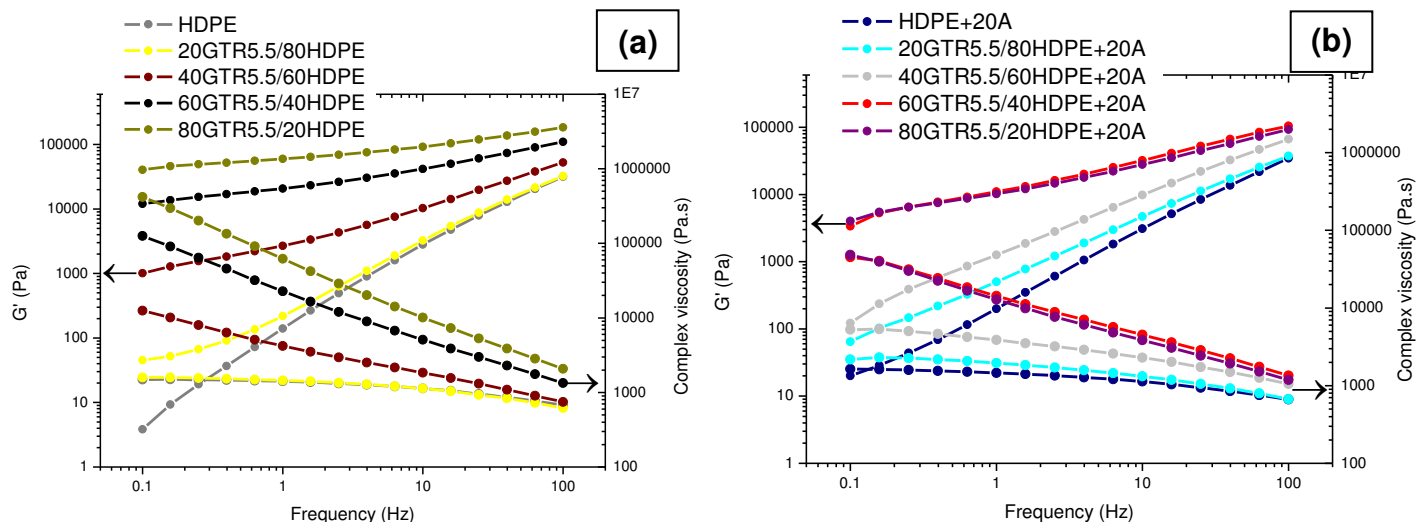 HDPE
20GTR5.5/80HDPE
40GTR5.5/60HDPE
60GTR5.5/40HDPE
80GTR5.5/20HDPE
(a)
1E7
100000
10000
1000
100
10
1
G' (Pa)
1000000
100000
10000
1000
100
Complex viscosity (Pa.s)
0.1
1
10
100
Frequency (Hz)
HDPE+20A
20GTR5.5/80HDPE+20A
40GTR5.5/60HDPE+20A
60GTR5.5/40HDPE+20A
80GTR5.5/20HDPE+20A
(b)
1E7
100000
10000
1000
100
10
1
G' (Pa)
1000000
100000
10000
1000
100
Complex viscosity (Pa.s)
0.1
1
10
100
Frequency (Hz)